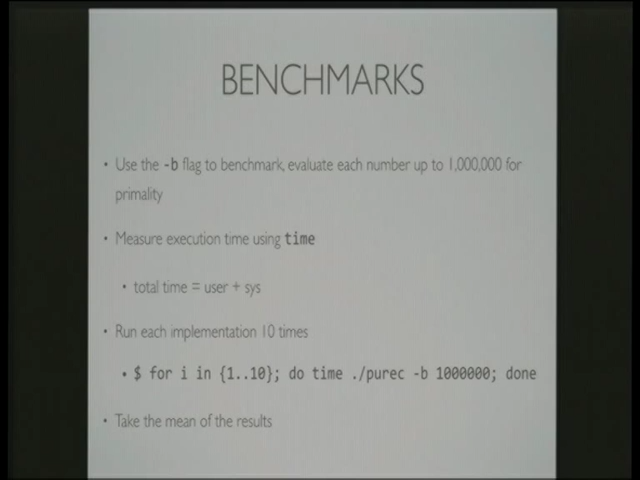 BENCHMARKS
• Use the -b flag to benchmark, evaluate each number up to 1,000,000 for
primality
• Measure execution time using time
• total time = user + sys
• Run each implementation 10 times
• $ for i in {1..10}; do time ./purec -b 1000000; done
• Take the mean of the results